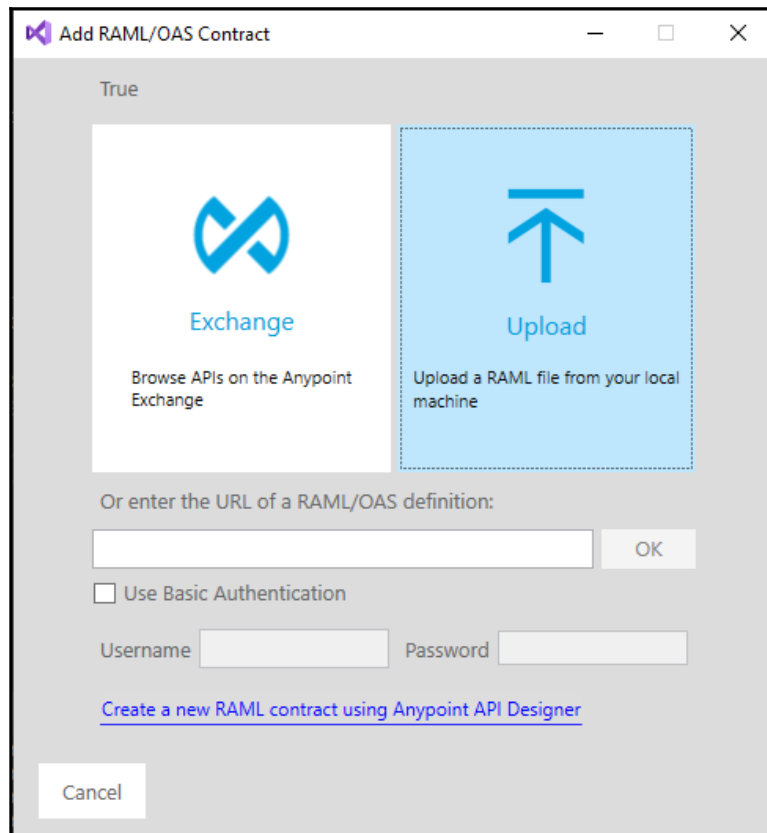 Add RAML/OAS Contract
True
Exchange
Browse APIs on the Anypoint
Exchange
Upload
Upload a RAML file from your local
machine
Or enter the URL of a RAML/OAS definition:
OK
Use Basic Authentication
Username
Password
Create a new RAML contract using Anypoint API Designer
Cancel